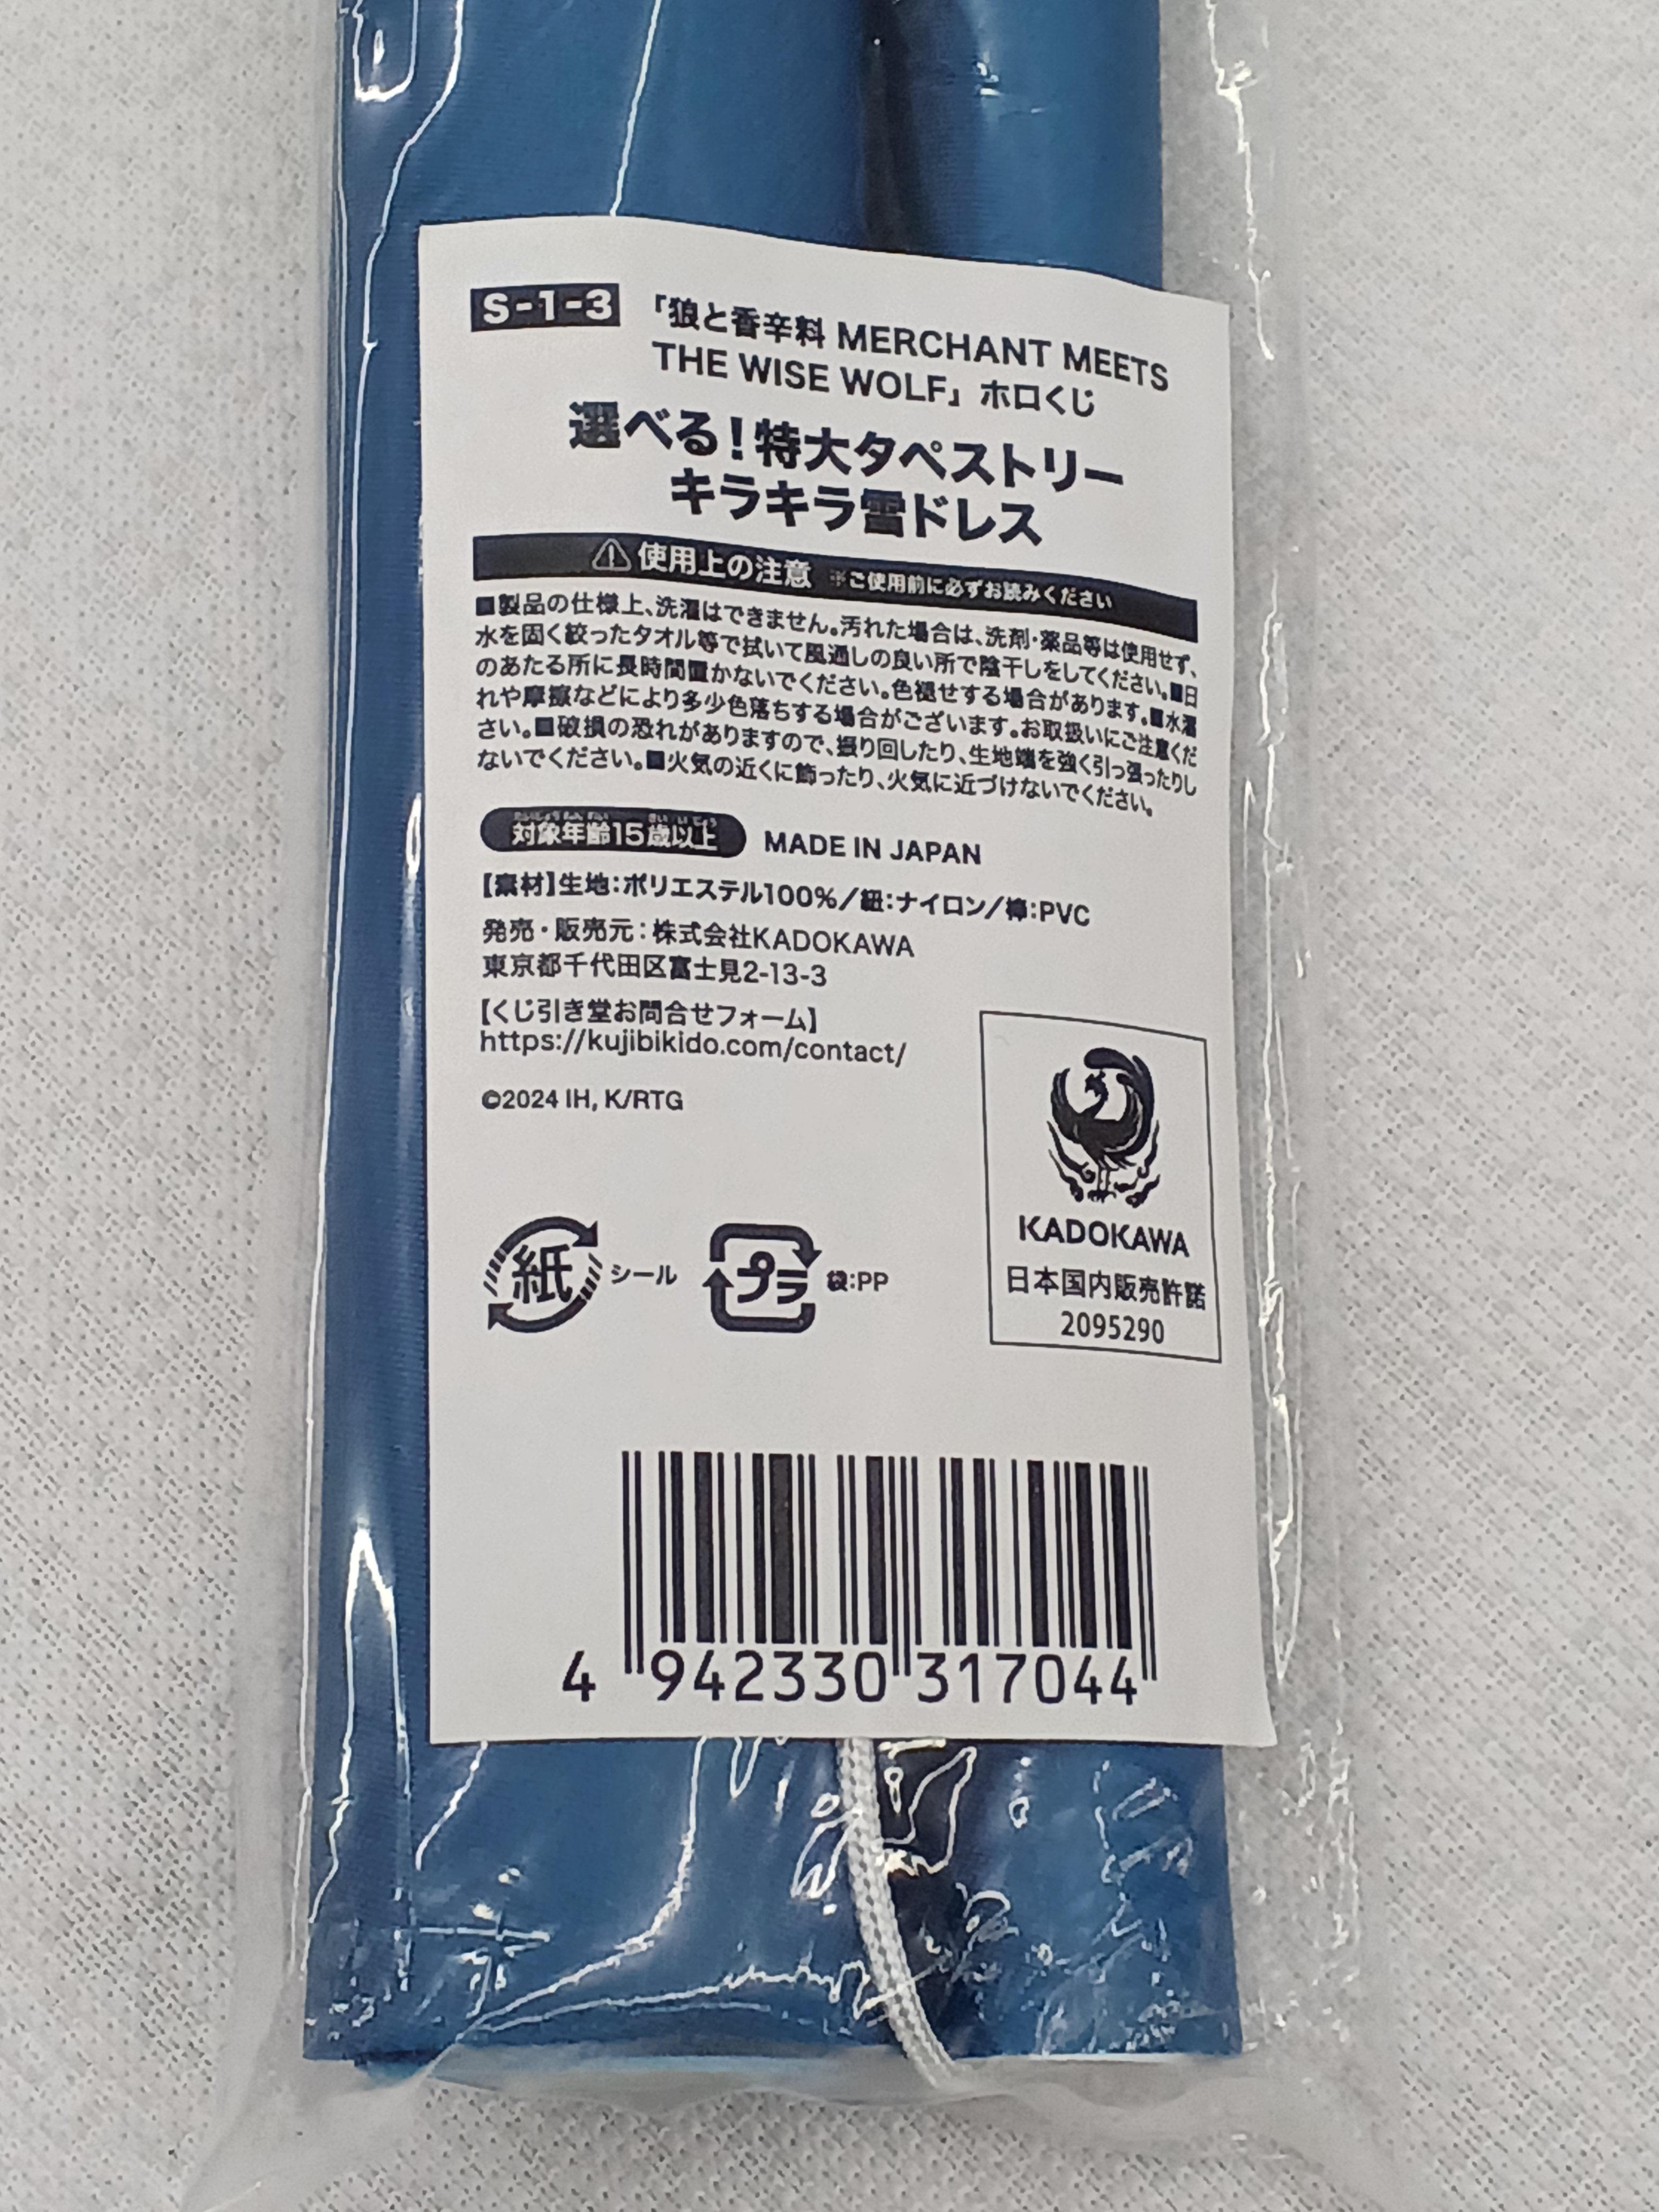 S-1-3
「狼と香辛料 MERCHANT MEETS
THE WISE WOLF」 ホロくじ
選べる！特大タペストリー
キラキラ雪ドレス
使用上の注意 ※ご使用前に必ずお読みください
■製品の仕様上、洗濯はできません。汚れた場合は、洗剤・薬品等は使用せず、
水を固く絞ったタオル等で拭いて風通しの良い所で陰干しをしてください。■日
のあたる所に長時間置かないでください。色褪せする場合があります。■水濡
れや摩擦などにより多少色落ちする場合がございます。お取扱いにご注意くだ
さい。■破損の恐れがありますので、振り回したり、生地端を強く引っ張ったりし
ないでください。■火気の近くに飾ったり、火気に近づけないでください。
対象年齢15歳以上 MADE IN JAPAN
【素材】生地：ポリエステル100%／紐：ナイロン／棒：PVC
発売・販売元：株式会社KADOKAWA
東京都千代田区富士見2-13-3
【くじ引き堂お問合せフォーム】
https://kujibikido.com/contact/
©2024 IH, K/RTG
紙 シール プラ 袋:PP
KADOKAWA
日本国内販売許諾
2095290
4 942330 317044